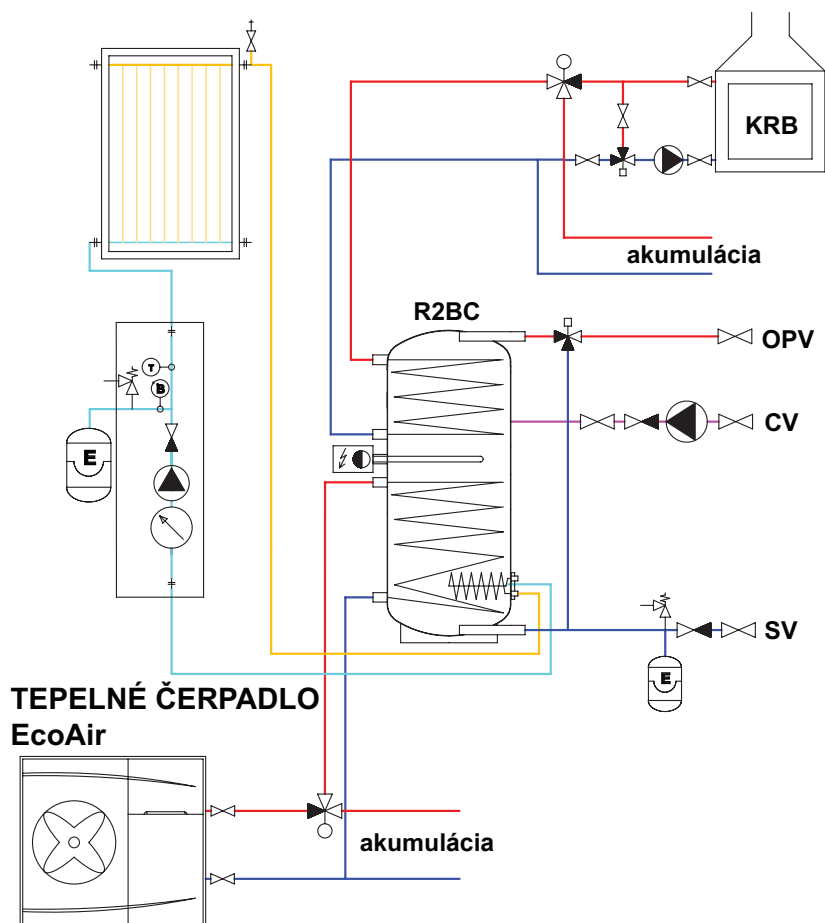 KRB
akumulácia
R2BC
OPV
T
B
CV
E
SV
E
TEPELNÉ ČERPADLO
EcoAir
akumulácia